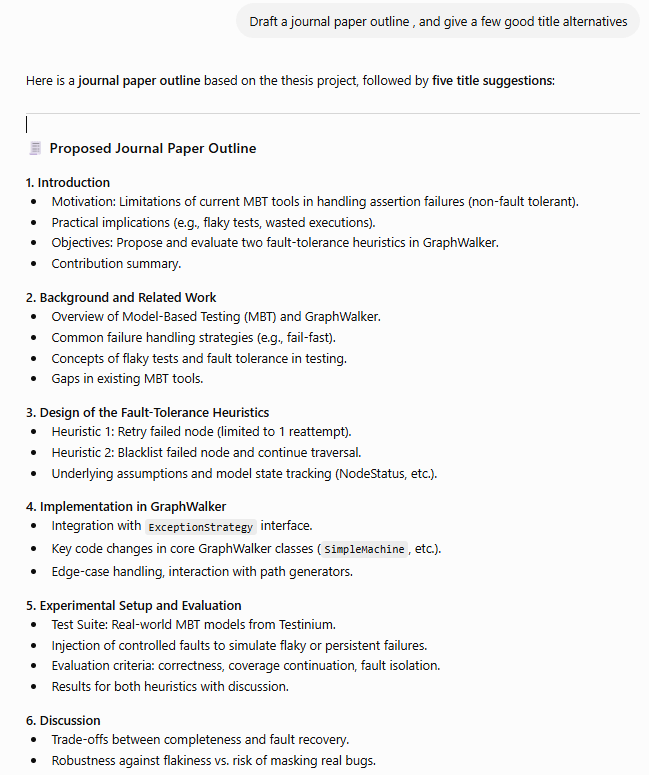 Draft a journal paper outline , and give a few good title alternatives
Here is a journal paper outline based on the thesis project, followed by five title suggestions:
Proposed Journal Paper Outline
1. Introduction
• Motivation: Limitations of current MBT tools in handling assertion failures (non-fault tolerant).
• Practical implications (e.g., flaky tests, wasted executions).
• Objectives: Propose and evaluate two fault-tolerance heuristics in GraphWalker.
• Contribution summary.
2. Background and Related Work
• Overview of Model-Based Testing (MBT) and GraphWalker.
• Common failure handling strategies (e.g., fail-fast).
• Concepts of flaky tests and fault tolerance in testing.
• Gaps in existing MBT tools.
3. Design of the Fault-Tolerance Heuristics
• Heuristic 1: Retry failed node (limited to 1 reattempt).
• Heuristic 2: Blacklist failed node and continue traversal.
• Underlying assumptions and model state tracking (NodeStatus, etc.).
4. Implementation in GraphWalker
• Integration with ExceptionStrategy interface.
• Key code changes in core GraphWalker classes ( SimpleMachine , etc.).
• Edge-case handling, interaction with path generators.
5. Experimental Setup and Evaluation
• Test Suite: Real-world MBT models from Testinium.
• Injection of controlled faults to simulate flaky or persistent failures.
• Evaluation criteria: correctness, coverage continuation, fault isolation.
• Results for both heuristics with discussion.
6. Discussion
• Trade-offs between completeness and fault recovery.
• Robustness against flakiness vs. risk of masking real bugs.